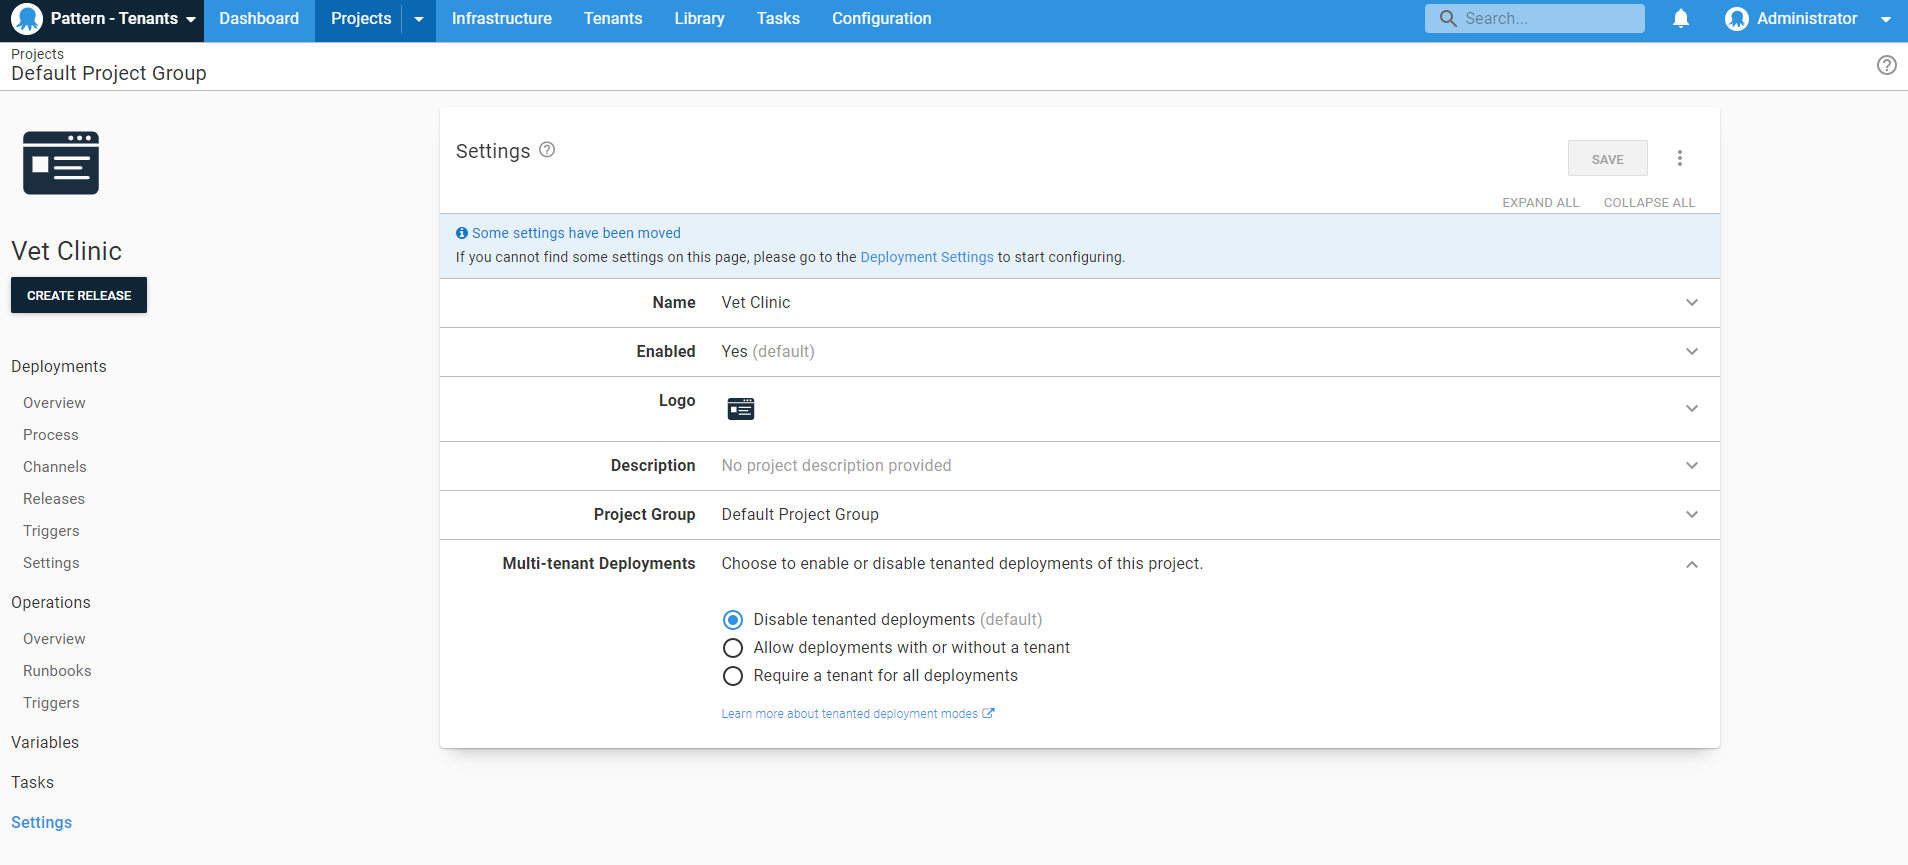 Pattern - Tenants
Dashboard
Projects
Infrastructure
Tenants
Library
Tasks
Configuration
Search...
Administrator
Projects
Default Project Group
Vet Clinic
CREATE RELEASE
Deployments
Overview
Process
Channels
Releases
Triggers
Settings
Operations
Overview
Runbooks
Triggers
Variables
Tasks
Settings
Settings
SAVE
EXPAND ALL
COLLAPSE ALL
Some settings have been moved
If you cannot find some settings on this page, please go to the Deployment Settings to start configuring.
Name Vet Clinic
Enabled Yes (default)
Logo
Description No project description provided
Project Group Default Project Group
Multi-tenant Deployments Choose to enable or disable tenanted deployments of this project.
Disable tenanted deployments (default)
Allow deployments with or without a tenant
Require a tenant for all deployments
Learn more about tenanted deployment modes